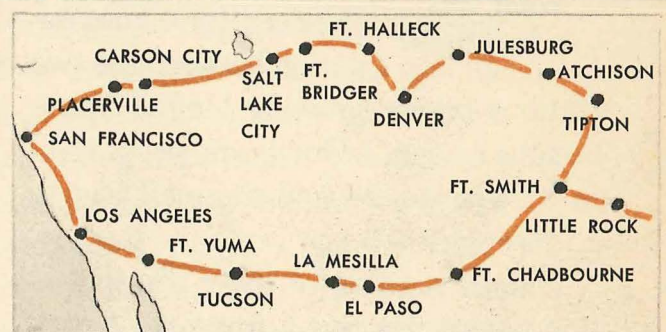 FT. HALLECK
CARSON CITY
JULESBURG
SALT
LAKE
CITY
FT.
BRIDGER
ATCHISON
PLACERVILLE
DENVER
TIPTON
SAN FRANCISCO
FT. SMITH
LITTLE ROCK
LOS ANGELES
FT. YUMA
LA MESILLA
TUCSON
EL PASO
FT. CHADBOURNE